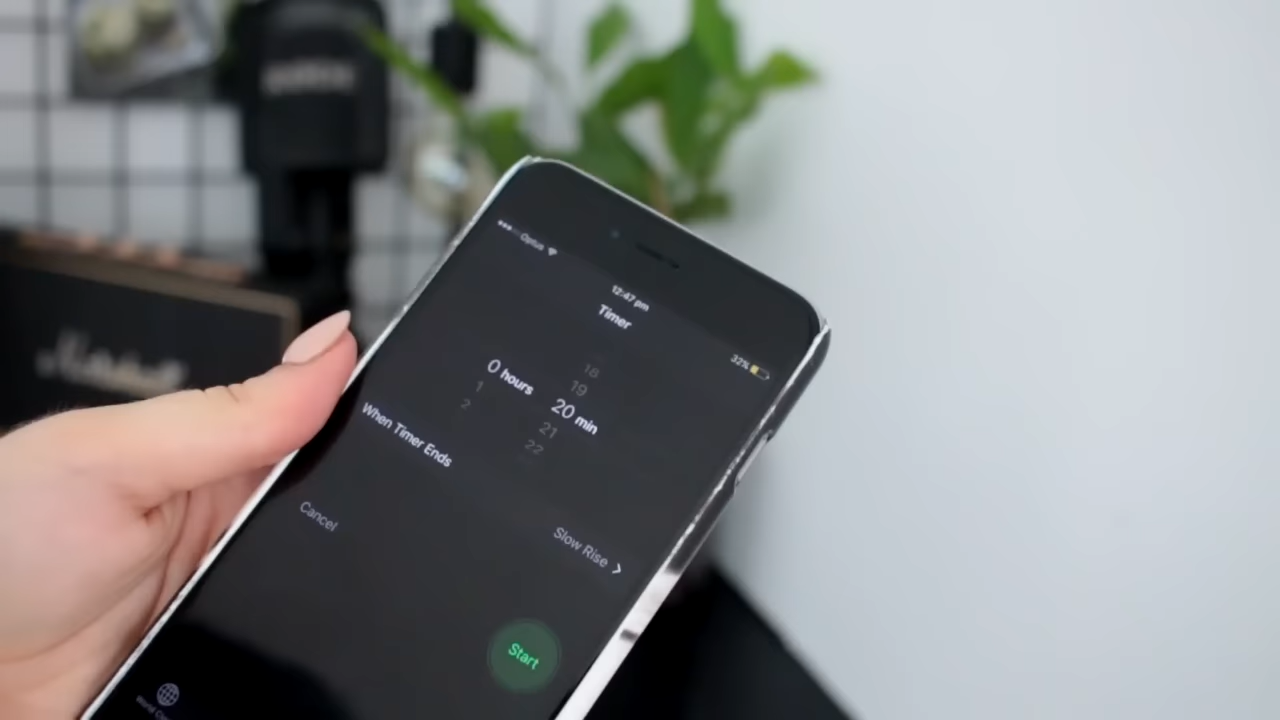 Optus
12:47 pm
32%
Timer
18
19
0 hours 20 min
1 21
2 22
When Timer Ends
Slow Rise >
Cancel
Start
World